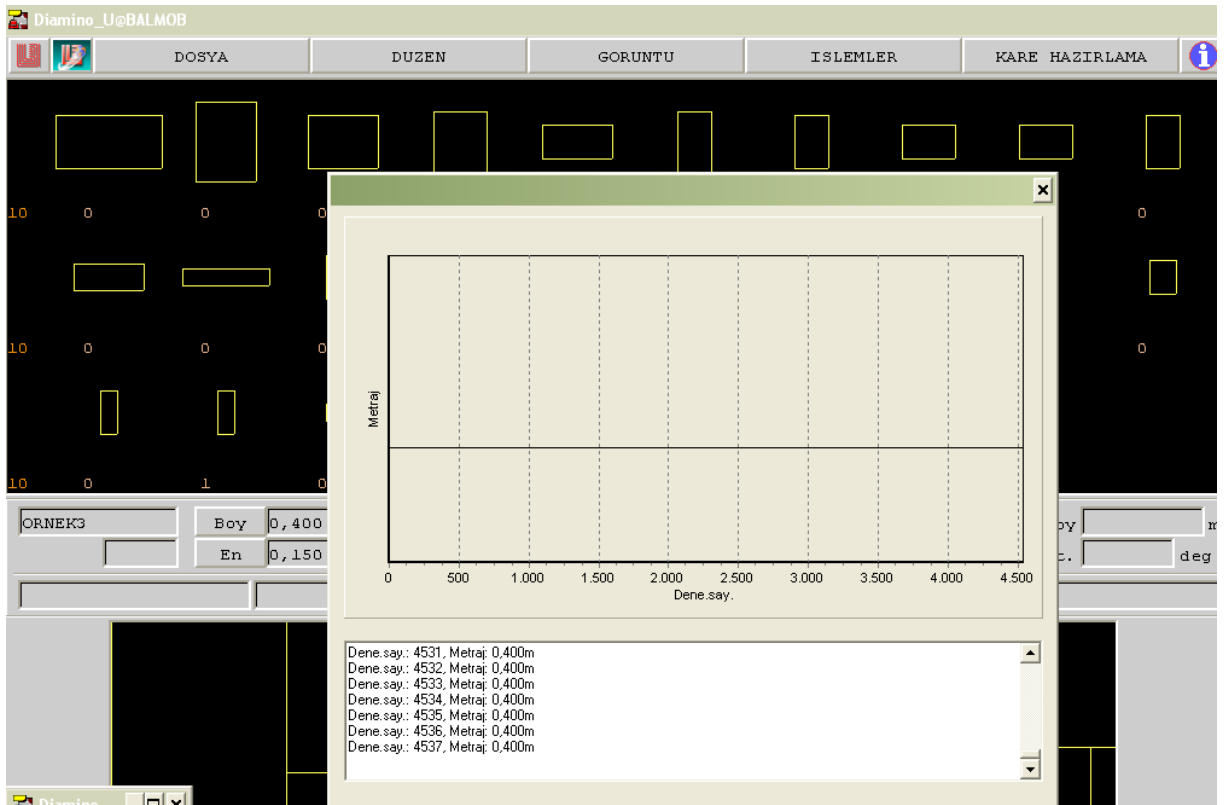 Diamino_U@BALMOB
DOSYA DUZEN GORUNTU ISLEMLER KARE HAZIRLAMA
10 0 0 0 0
10 0 0 0 0
Metraj
10 0 1 0
ORNEK3 Boy 0,400 oy m
En 0,150 t. deg
0 500 1.000 1.500 2.000 2.500 3.000 3.500 4.000 4.500
Dene.say.
Dene.say.: 4531, Metraj: 0,400m
Dene.say.: 4532, Metraj: 0,400m
Dene.say.: 4533, Metraj: 0,400m
Dene.say.: 4534, Metraj: 0,400m
Dene.say.: 4535, Metraj: 0,400m
Dene.say.: 4536, Metraj: 0,400m
Dene.say.: 4537, Metraj: 0,400m
Diamino